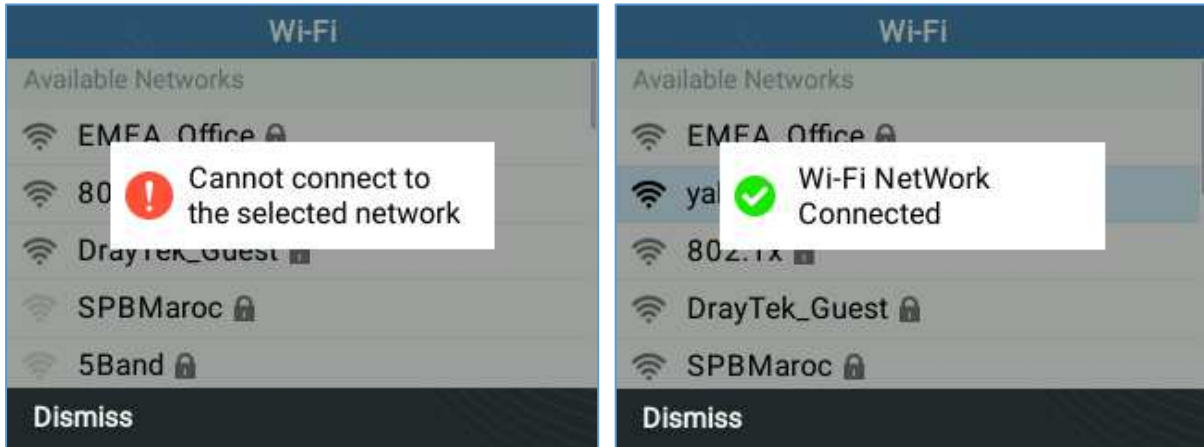 Wi-Fi
Available Networks
EMEA_Office
80
Cannot connect to
the selected network
DrayTek_Guest
SPBMaroc
5Band
Dismiss
Wi-Fi
Available Networks
EMEA_Office
Wi-Fi NetWork
Connected
802.1x
DrayTek_Guest
SPBMaroc
Dismiss